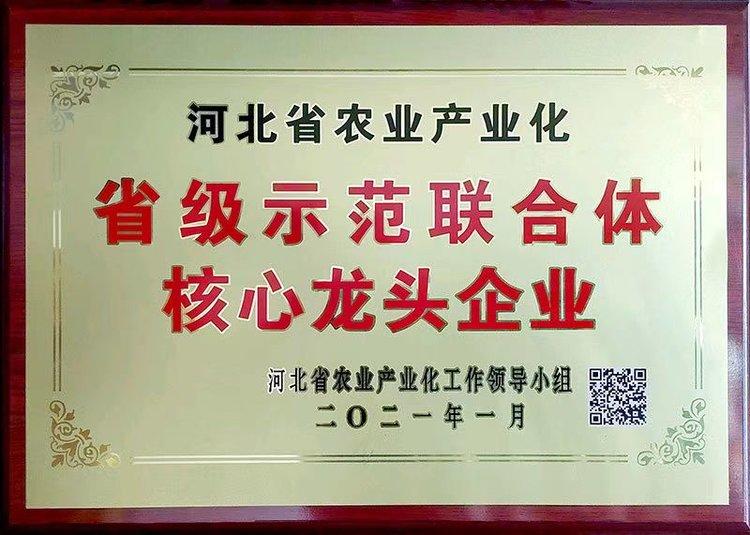 河北省农业产业化
省级示范联合体
核心龙头企业
河北省农业产业化工作领导小组
二〇二一年一月